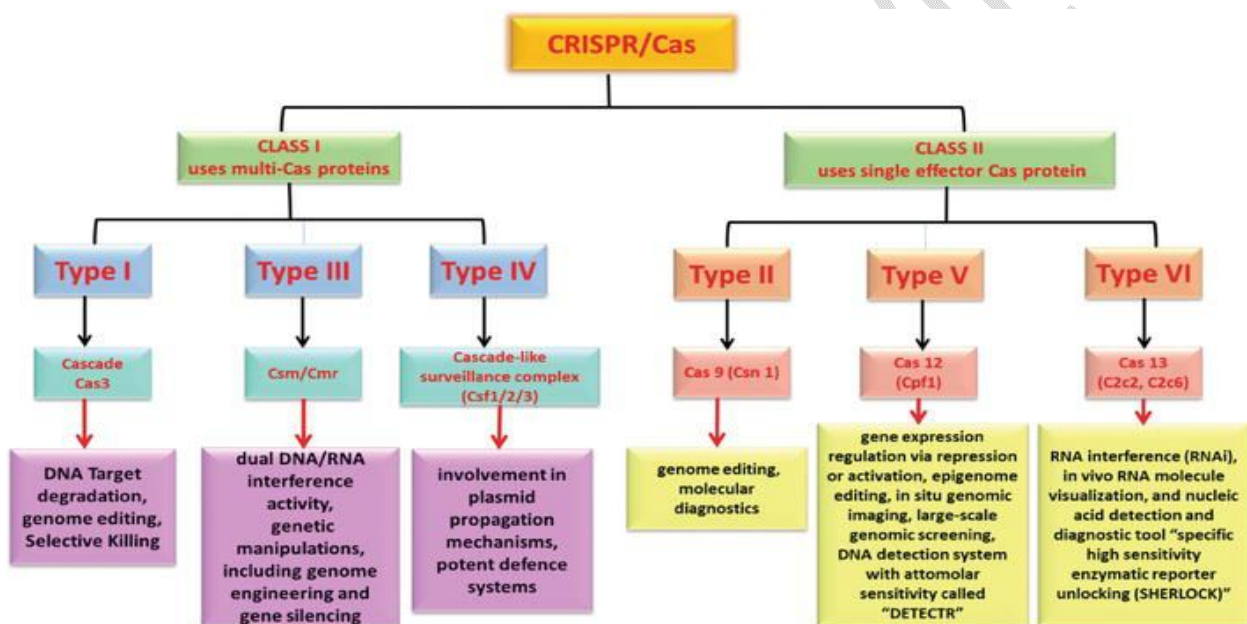 CRISPR/Cas
CLASS I
uses multi-Cas proteins
CLASS II
uses single effector Cas protein
Type I
Type III
Type IV
Type II
Type V
Type VI
Cascade
Cas3
Csm/Cmr
Cascade-like
surveillance complex
(Csf1/2/3)
Cas 9 (Csn 1)
Cas 12
(Cpf1)
Cas 13
(C2c2, C2c6)
DNA Target
degradation,
genome editing,
Selective Killing
dual DNA/RNA
interference
activity,
genetic
manipulations,
including genome
engineering and
gene silencing
involvement in
plasmid
propagation
mechanisms,
potent defence
systems
genome editing,
molecular
diagnostics
gene expression
regulation via repression
or activation, epigenome
editing, in situ genomic
imaging, large-scale
genomic screening,
DNA detection system
with attomolar
sensitivity called
“DETECTR”
RNA interference (RNAi),
in vivo RNA molecule
visualization, and nucleic
acid detection and
diagnostic tool “specific
high sensitivity
enzymatic reporter
unlocking (SHERLOCK)”